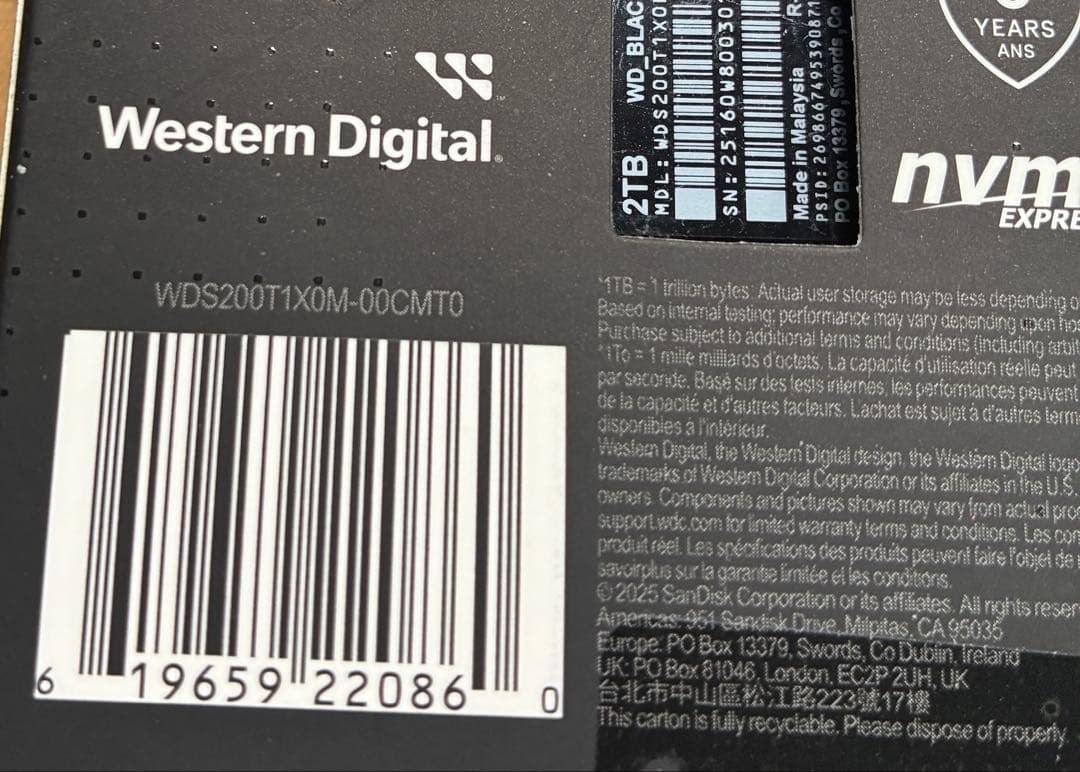 Western Digital.
WDS200T1X0M-00CMT0
6 19659 22086 0
2TB WD_BLAC
MDL: WDS200T1X0
SN: 25160W80030
Made in Malaysia
PSID: 2698667495390871
PO Box 13379, Swords, Co
YEARS
ANS
nvm
EXPRE
*1TB = 1 trillion bytes. Actual user storage may be less depending o
Based on internal testing; performance may vary depending upon hos
Purchase subject to additional terms and conditions (including arbit
*1To = 1 mille milliards d'octets. La capacité d'utilisation réelle peut
par seconde. Basé sur des tests internes, les performances peuvent
de la capacité et d'autres facteurs. L'achat est sujet à d'autres term
disponibles à l'intérieur.
Western Digital, the Western Digital design, the Western Digital logo
trademarks of Western Digital Corporation or its affiliates in the U.S.
owners. Components and pictures shown may vary from actual prod
support.wdc.com for limited warranty terms and conditions. Les com
produit réel. Les spécifications des produits peuvent faire l'objet de
savoir plus sur la garantie limitée et les conditions.
© 2025 SanDisk Corporation or its affiliates. All rights reser
Americas: 951 Sandisk Drive, Milpitas, CA 95035
Europe: PO Box 13379, Swords, Co Dublin, Ireland
UK: PO Box 81046, London, EC2P 2UH, UK
台北市中山區松江路223號17樓
This carton is fully recyclable. Please dispose of properly.